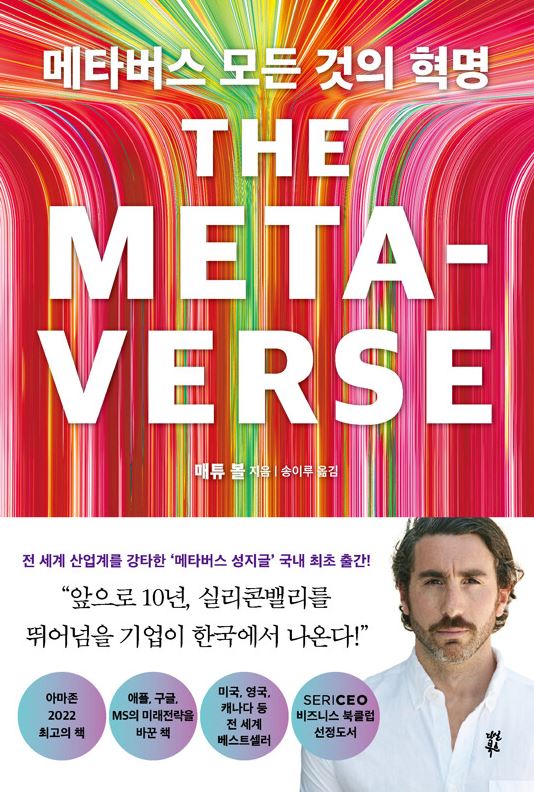 메타버스 모든 것의 혁명
THE
META-
VERSE
매튜 볼 지음 | 송이루 옮김
전 세계 산업계를 강타한 ‘메타버스 성지글’ 국내 최초 출간!
“앞으로 10년, 실리콘밸리를
뛰어넘을 기업이 한국에서 나온다!”
아마존
2022
최고의 책
애플, 구글,
MS의 미래전략을
바꾼 책
미국, 영국,
캐나다 등
전 세계
베스트셀러
SERICEO
비즈니스 북클럽
선정도서
다산
북스